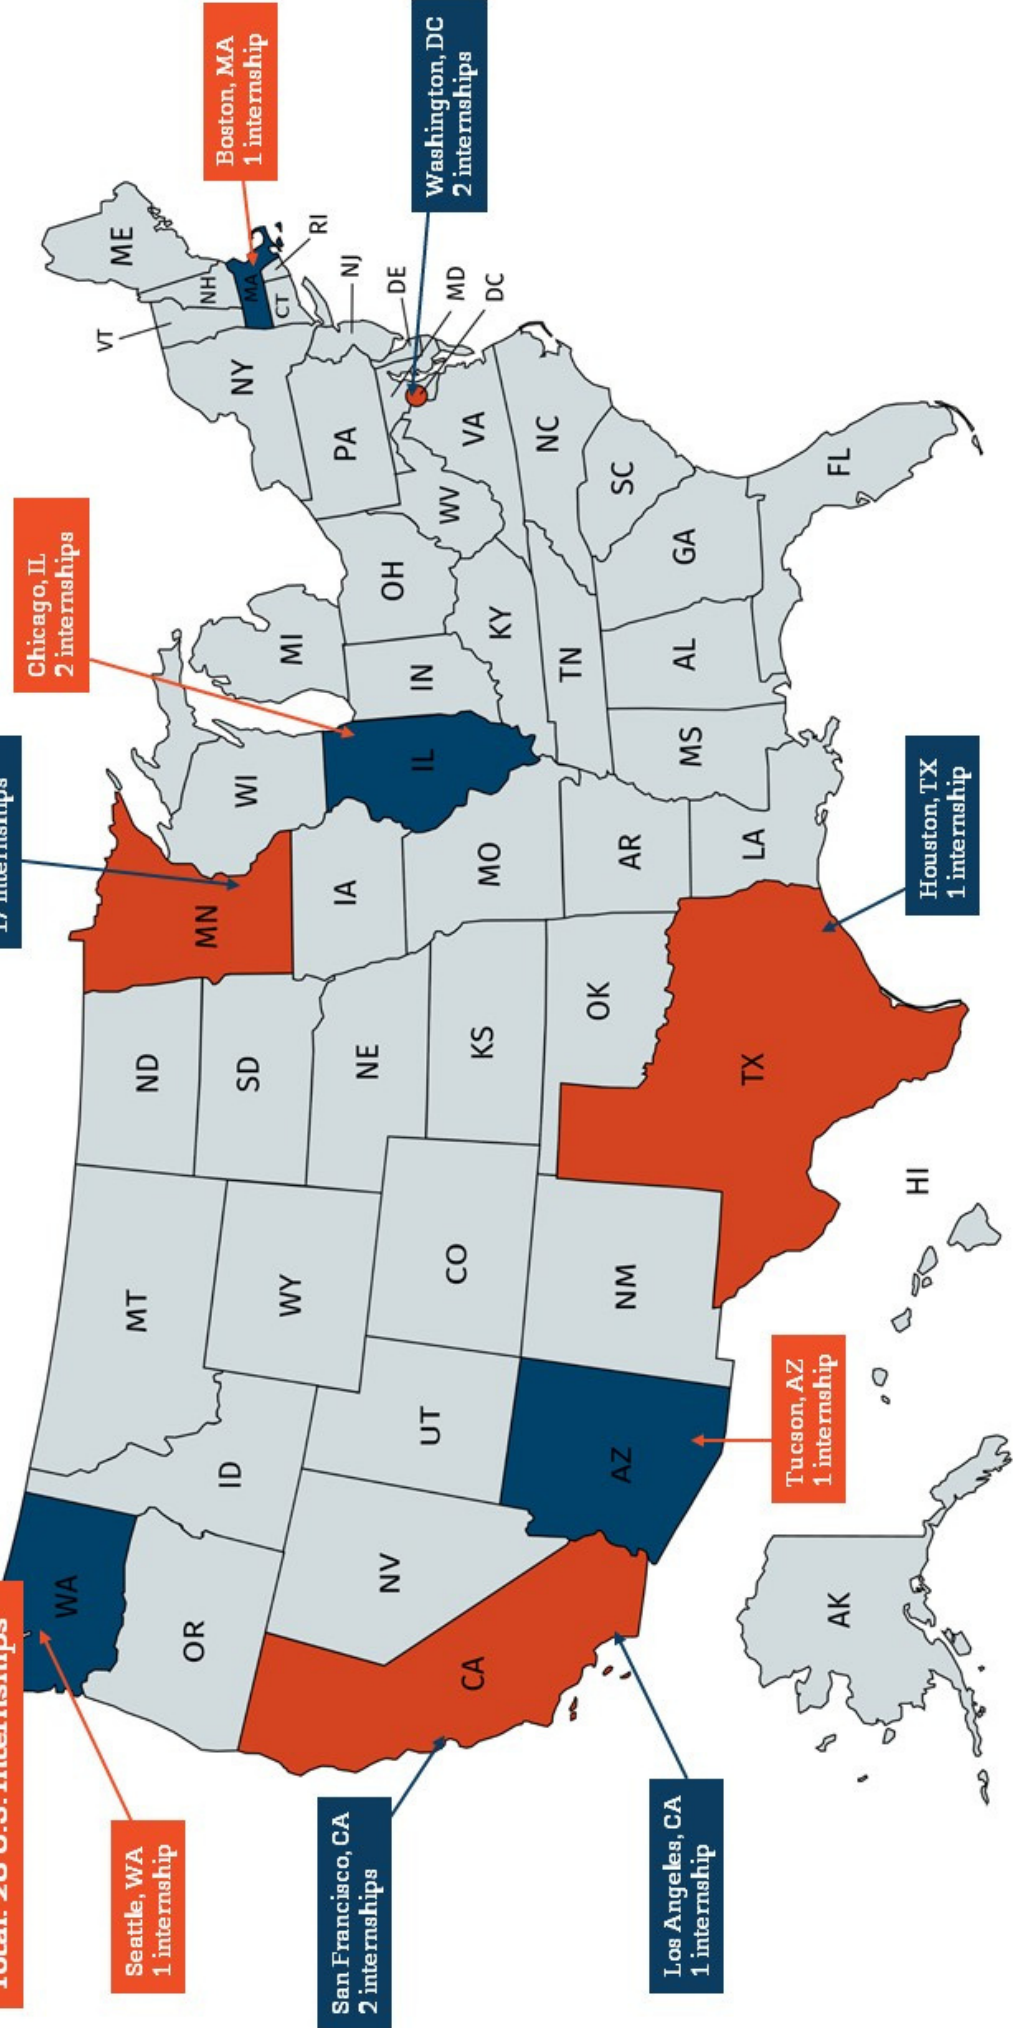 Total: 28 U.S. Internships
17 internships
Chicago, IL
2 internships
Boston, MA
1 internship
Seattle, WA
1 internship
San Francisco, CA
2 internships
Los Angeles, CA
1 internship
Tucson, AZ
1 internship
Houston, TX
1 internship
Washington, DC
2 internships
WA
OR
CA
NV
ID
MT
WY
UT
AZ
CO
NM
ND
SD
NE
KS
OK
TX
MN
IA
MO
AR
LA
WI
IL
MI
IN
OH
KY
TN
MS
AL
GA
FL
SC
NC
VA
WV
PA
NY
VT
NH
ME
MA
CT
RI
NJ
DE
MD
DC
AK
HI